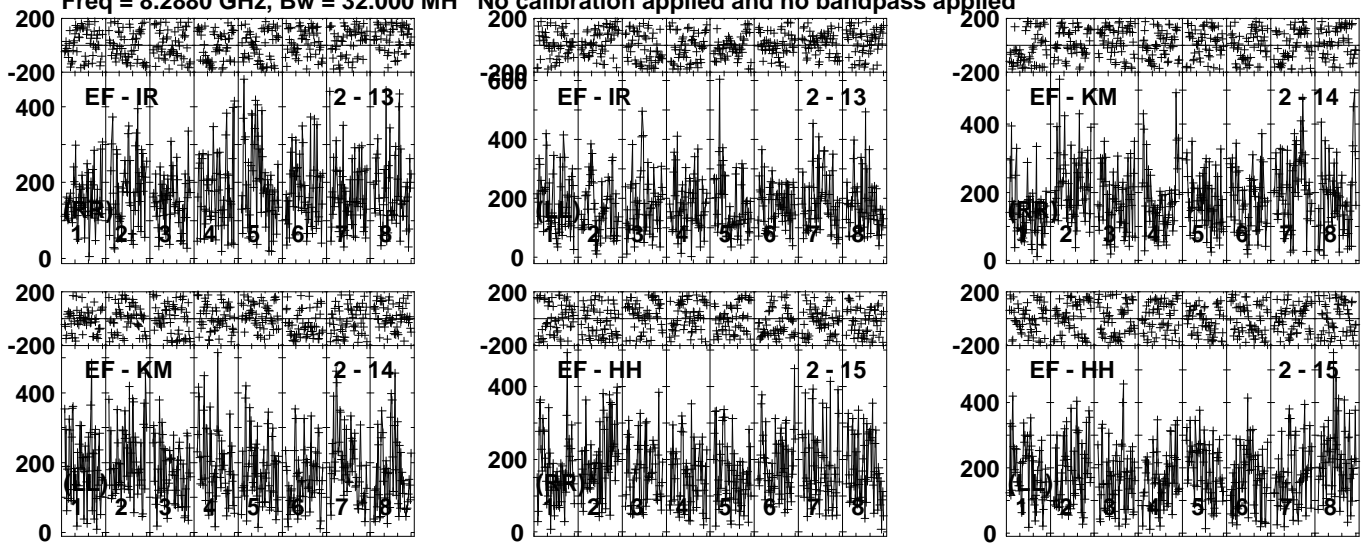 Freq = 8.2880 GHz, Bw = 32.000 MH No calibration applied and no bandpass applied
200 200 200
-200 -200 -200
600
EF - IR 2 - 13 EF - IR 2 - 13 EF - KM 2 - 14
400 400 400
200 200 200
(RR) (LL) (RR)
1 2 3 4 5 6 7 8 1 2 3 4 5 6 7 8 1 2 3 4 5 6 7 8
0 0 0
200 200 200
-200 -200 -200
EF - KM 2 - 14 EF - HH 2 - 15 EF - HH 2 - 15
400 400 400
200 200 200
(LL) (RR) (LL)
1 2 3 4 5 6 7 8 1 2 3 4 5 6 7 8 1 2 3 4 5 6 7 8
0 0 0